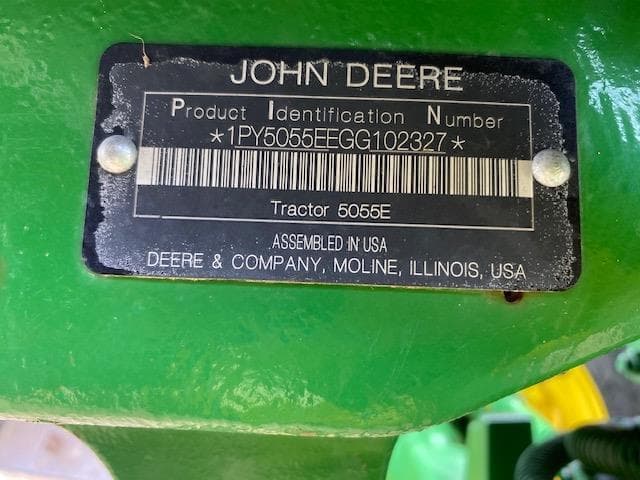 JOHN DEERE
Product Identification Number
*1PY5055EEGG102327*
Tractor 5055E
ASSEMBLED IN USA
DEERE & COMPANY, MOLINE, ILLINOIS, USA